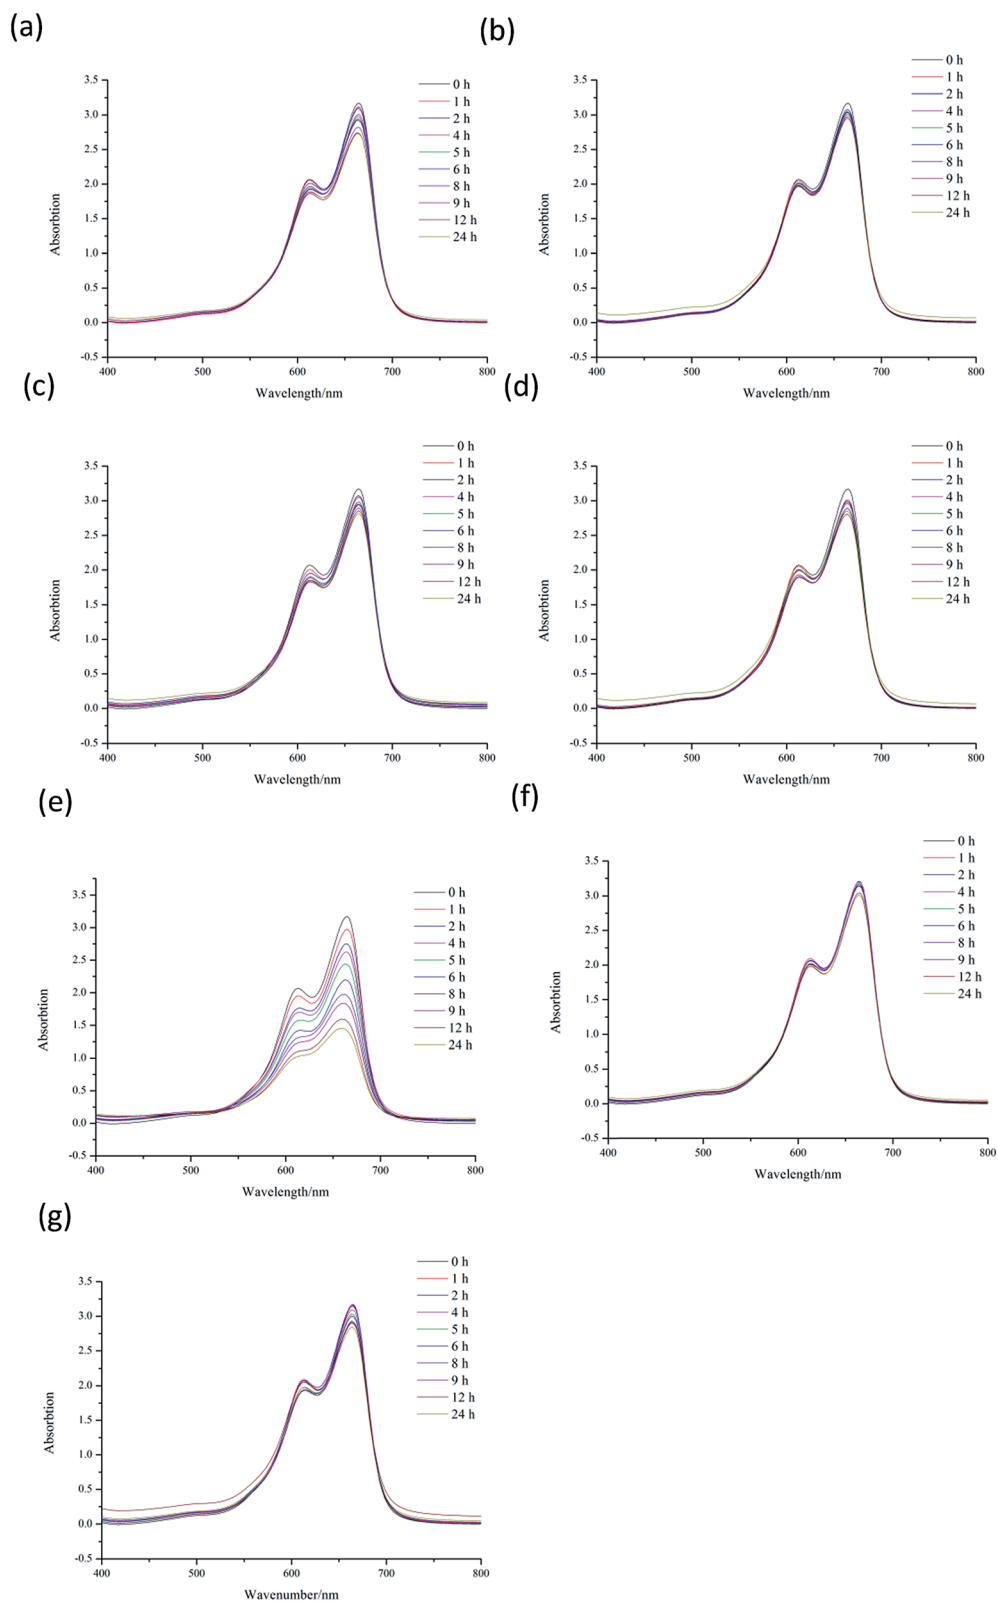 (a)
Absorbtion
3.5
3.0
2.5
2.0
1.5
1.0
0.5
0.0
-0.5
400 500 600 700 800
Wavelength/nm
0 h
1 h
2 h
4 h
5 h
6 h
8 h
9 h
12 h
24 h
(b)
Absorbtion
3.5
3.0
2.5
2.0
1.5
1.0
0.5
0.0
-0.5
400 500 600 700 800
Wavelength/nm
0 h
1 h
2 h
4 h
5 h
6 h
8 h
9 h
12 h
24 h
(c)
Absorbtion
3.5
3.0
2.5
2.0
1.5
1.0
0.5
0.0
-0.5
400 500 600 700 800
Wavelength/nm
0 h
1 h
2 h
4 h
5 h
6 h
8 h
9 h
12 h
24 h
(d)
Absorbtion
3.5
3.0
2.5
2.0
1.5
1.0
0.5
0.0
-0.5
400 500 600 700 800
Wavelength/nm
0 h
1 h
2 h
4 h
5 h
6 h
8 h
9 h
12 h
24 h
(e)
Absorbtion
3.5
3.0
2.5
2.0
1.5
1.0
0.5
0.0
-0.5
400 500 600 700 800
Wavelength/nm
0 h
1 h
2 h
4 h
5 h
6 h
8 h
9 h
12 h
24 h
(f)
Absorbtion
3.5
3.0
2.5
2.0
1.5
1.0
0.5
0.0
-0.5
400 500 600 700 800
Wavelength/nm
0 h
1 h
2 h
4 h
5 h
6 h
8 h
9 h
12 h
24 h
(g)
Absorbtion
3.5
3.0
2.5
2.0
1.5
1.0
0.5
0.0
-0.5
400 500 600 700 800
Wavenumber/nm
0 h
1 h
2 h
4 h
5 h
6 h
8 h
9 h
12 h
24 h